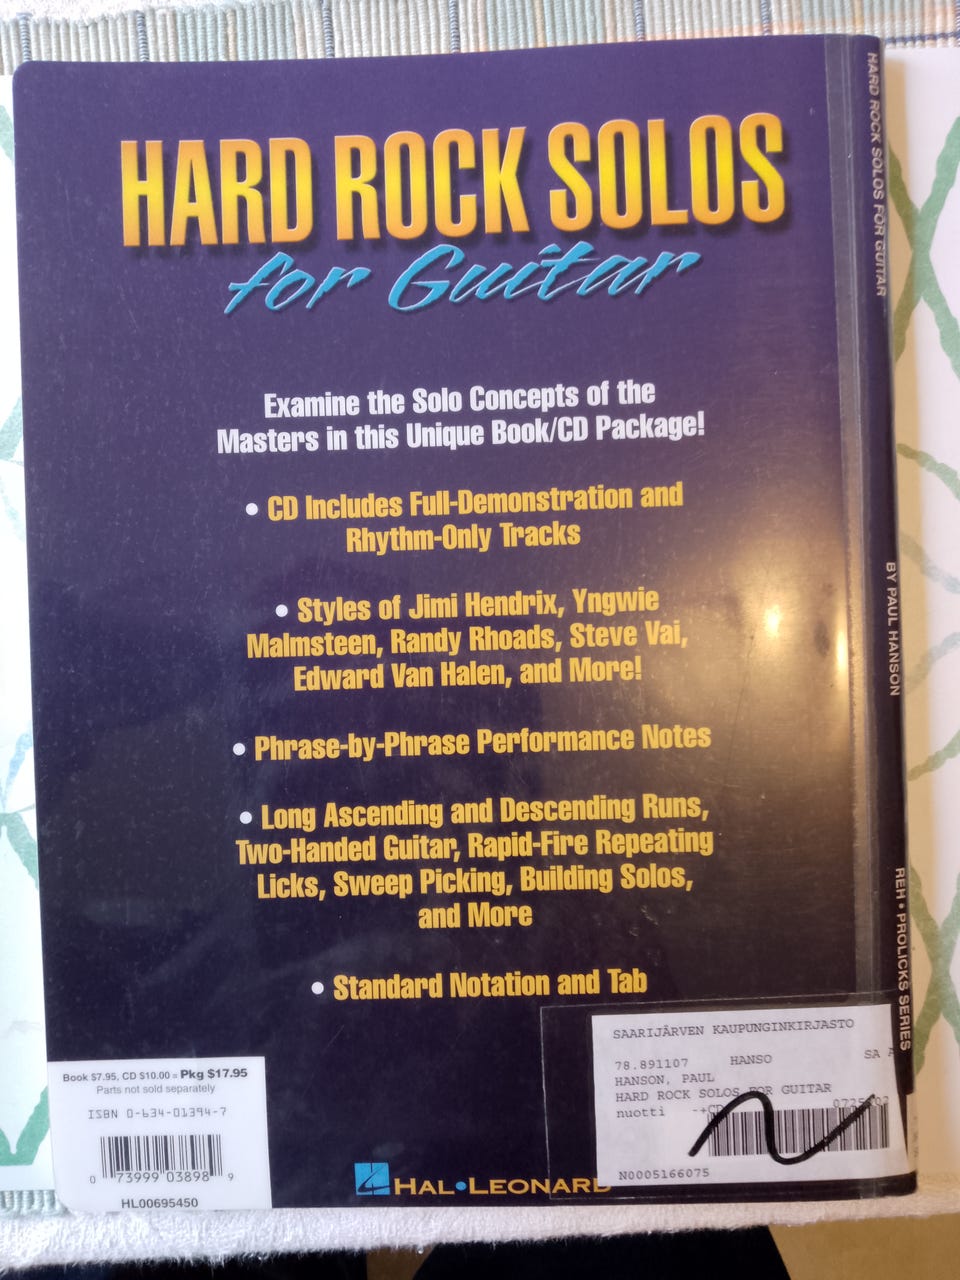 HARD ROCK SOLOS
for Guitar
Examine the Solo Concepts of the
Masters in this Unique Book/CD Package!
• CD Includes Full-Demonstration and
Rhythm-Only Tracks
• Styles of Jimi Hendrix, Yngwie
Malmsteen, Randy Rhoads, Steve Vai,
Edward Van Halen, and More!
• Phrase-by-Phrase Performance Notes
• Long Ascending and Descending Runs,
Two-Handed Guitar, Rapid-Fire Repeating
Licks, Sweep Picking, Building Solos,
and More
• Standard Notation and Tab
Book $7.95, CD $10.00 = Pkg $17.95
Parts not sold separately
ISBN 0-634-01394-7
0 73999 03898 9
HL00695450
HAL•LEONARD
SAARIJÄRVEN KAUPUNGINKIRJASTO
78.891107 HANSO SA A
HANSON, PAUL
HARD ROCK SOLOS FOR GUITAR
nuotti -+CD
N0005166075
HARD ROCK SOLOS FOR GUITAR
BY PAUL HANSON
REH • PROLICKS SERIES